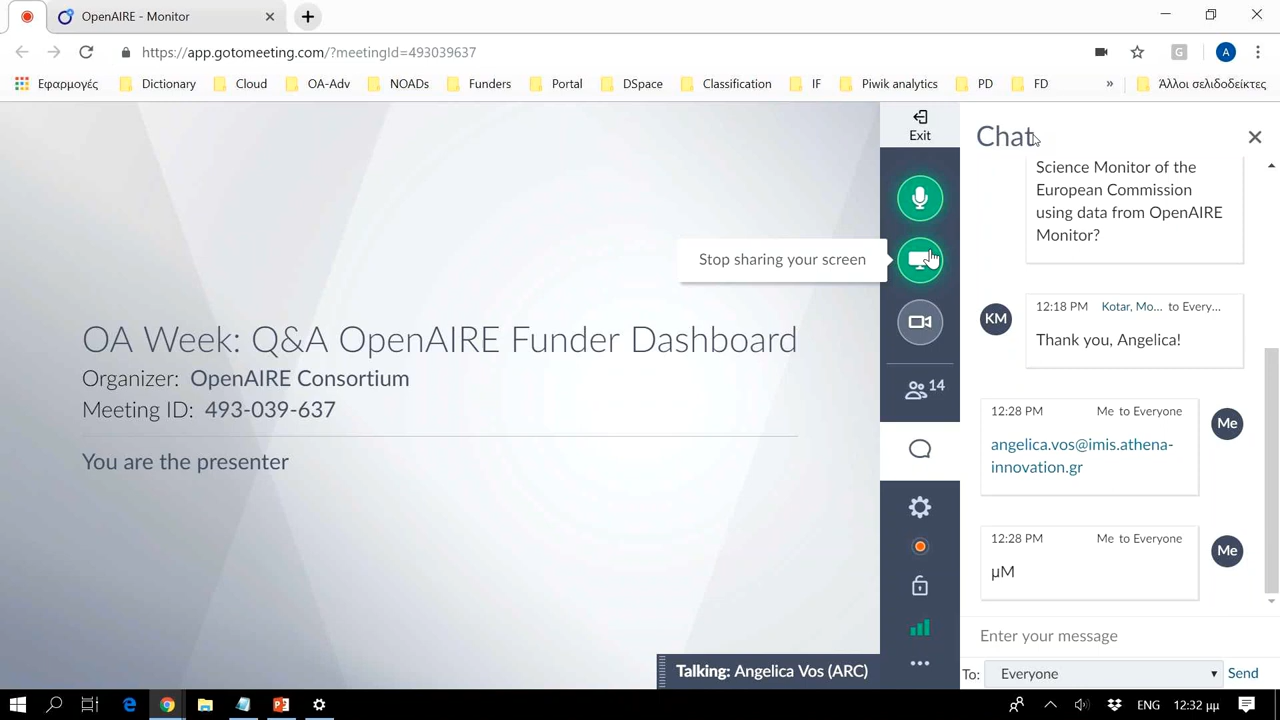 OpenAIRE - Monitor
https://app.gotomeeting.com/?meetingId=493039637
G
A
Εφαρμογές
Dictionary
Cloud
OA-Adv
NOADs
Funders
Portal
DSpace
Classification
IF
Piwik analytics
PD
FD
»
Άλλοι σελιδοδείκτες
Exit
Chat
Science Monitor of the
European Commission
using data from OpenAIRE
Monitor?
Stop sharing your screen
KM
12:18 PM Kotar, Mo... to Every...
Thank you, Angelica!
OA Week: Q&A OpenAIRE Funder Dashboard
Organizer: OpenAIRE Consortium
Meeting ID: 493-039-637
You are the presenter
14
12:28 PM Me to Everyone
Me
angelica.vos@imis.athena-
innovation.gr
12:28 PM Me to Everyone
Me
μΜ
Enter your message
Talking: Angelica Vos (ARC)
To: Everyone
Send
ENG 12:32 μμ